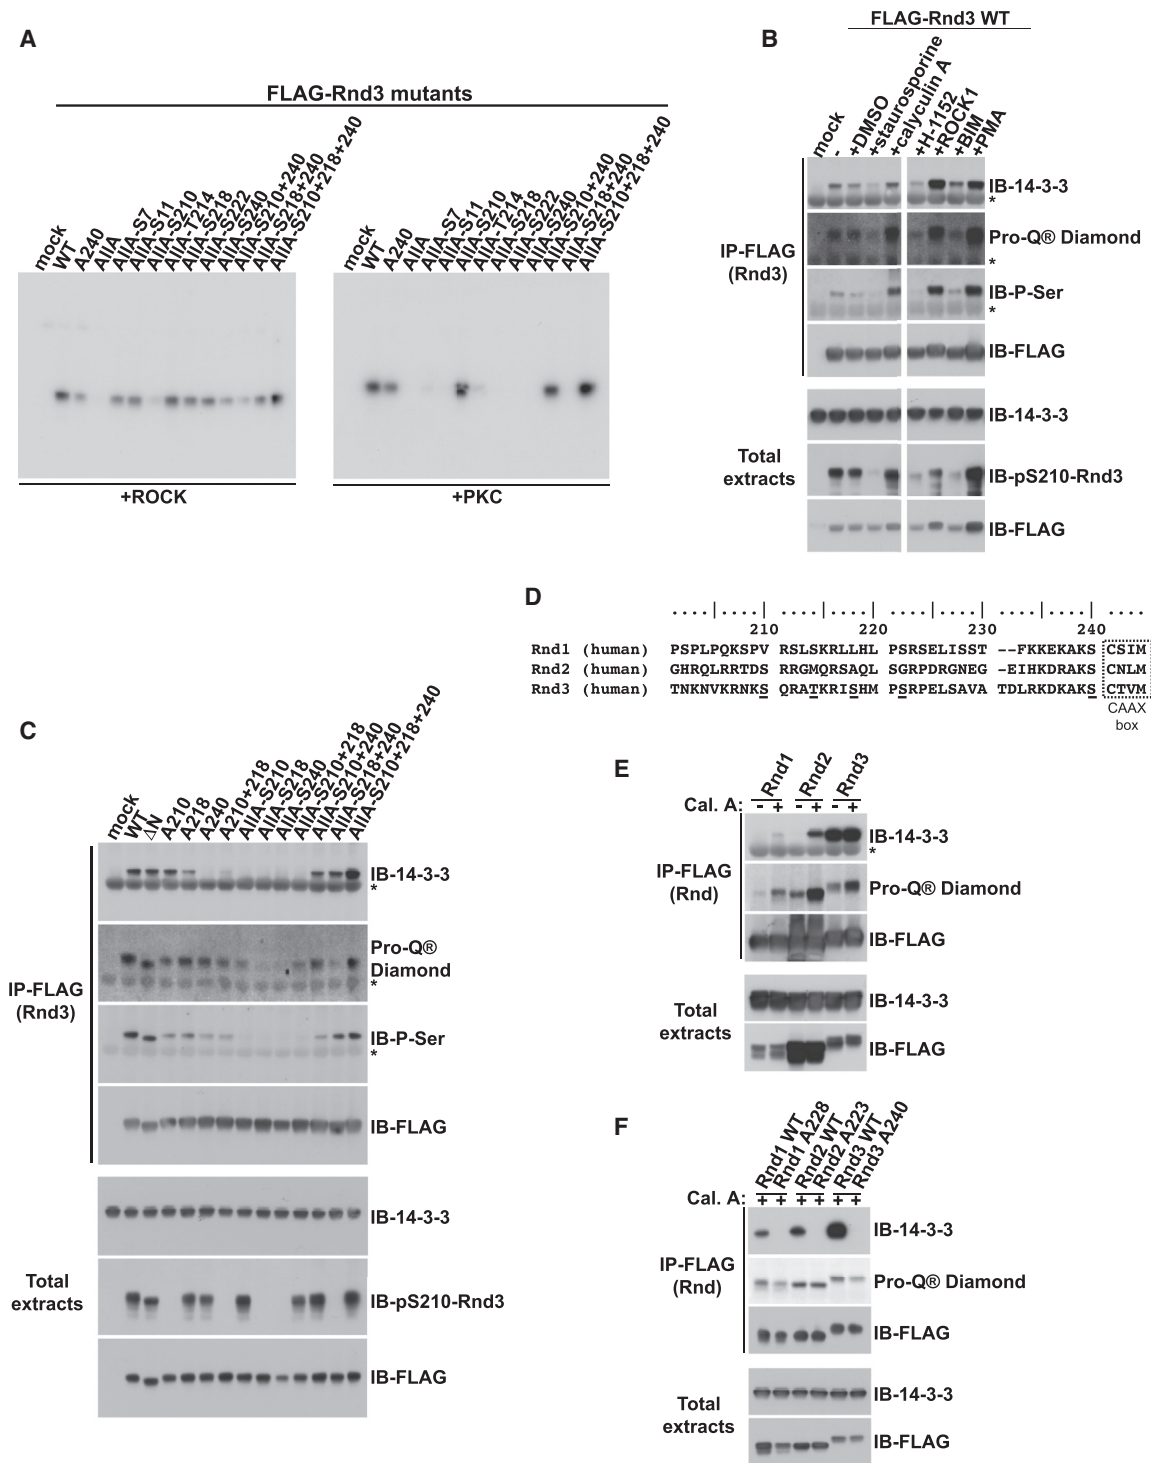 A
FLAG-Rnd3 mutants
mock
WT
A240
AllA
AllA-S7
AllA-S11
AllA-S210
AllA-T214
AllA-S218
AllA-S222
AllA-S240
AllA-S210+240
AllA-S218+240
AllA-S210+218+240
mock
WT
A240
AllA
AllA-S7
AllA-S11
AllA-S210
AllA-T214
AllA-S218
AllA-S222
AllA-S240
AllA-S210+240
AllA-S218+240
AllA-S210+218+240
+ROCK
+PKC
B
FLAG-Rnd3 WT
mock
-
+DMSO
+staurosporine
+calyculin A
+H-1152
+ROCK1
+BIM
+PMA
IP-FLAG
(Rnd3)
IB-14-3-3
*
Pro-Q® Diamond
*
IB-P-Ser
*
IB-FLAG
Total
extracts
IB-14-3-3
IB-pS210-Rnd3
IB-FLAG
C
mock
WT
ΔN
A210
A218
A240
A210+218
AllA-S210
AllA-S218
AllA-S240
AllA-S210+218
AllA-S210+240
AllA-S218+240
AllA-S210+218+240
IP-FLAG
(Rnd3)
IB-14-3-3
*
Pro-Q®
Diamond
*
IB-P-Ser
*
IB-FLAG
Total
extracts
IB-14-3-3
IB-pS210-Rnd3
IB-FLAG
D
....|....|....|....|....|....|....|....|....
210 220 230 240
Rnd1 (human) PSPLPQKSPV RSLSKRLLHL PSRSELISST --FKKEKAKS CSIM
Rnd2 (human) GHRQLRRTDS RRGMQRSAQL SGRPDRGNEG -EIHKDRAKS CNLM
Rnd3 (human) TNKNVKRNKS QRATKRISHM PSRPELSAVA TDLRKDKAKS CTVM
CAAX
box
E
Rnd1 Rnd2 Rnd3
Cal. A: - + - + - +
IP-FLAG
(Rnd)
IB-14-3-3
*
Pro-Q® Diamond
IB-FLAG
Total
extracts
IB-14-3-3
IB-FLAG
F
Rnd1 WT
Rnd1 A228
Rnd2 WT
Rnd2 A223
Rnd3 WT
Rnd3 A240
Cal. A: + + + + + +
IP-FLAG
(Rnd)
IB-14-3-3
Pro-Q® Diamond
IB-FLAG
Total
extracts
IB-14-3-3
IB-FLAG